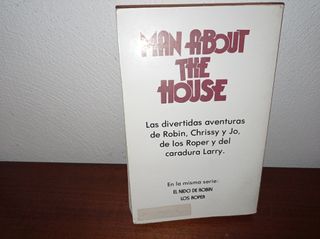 MAN ABOUT
THE
HOUSE
Las divertidas aventuras
de Robin, Chrissy y Jo,
de los Roper y del
caradura Larry.
En la misma serie:
EL NIDO DE ROBIN
LOS ROPER